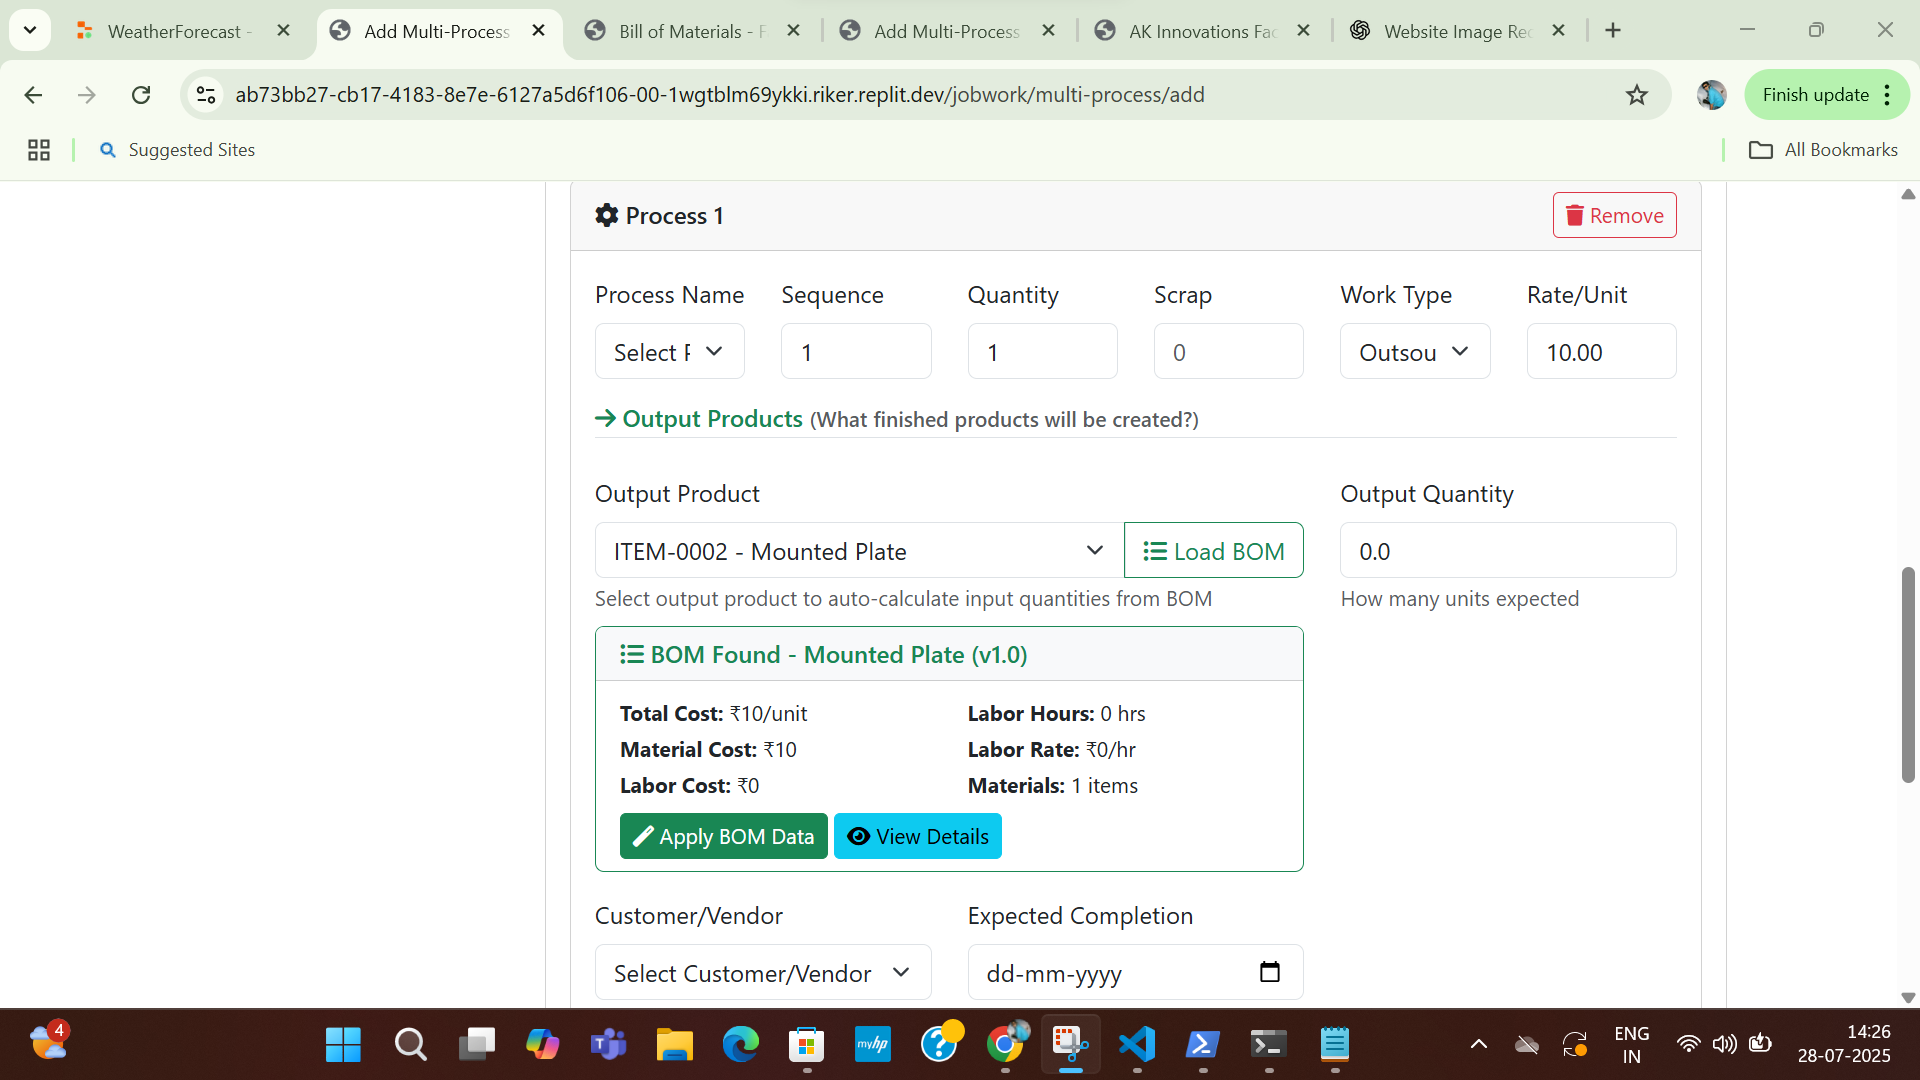 WeatherForecast -
Add Multi-Process
Bill of Materials - F
Add Multi-Process
AK Innovations Fac
Website Image Rec
ab73bb27-cb17-4183-8e7e-6127a5d6f106-00-1wgtblm69ykki.riker.replit.dev/jobwork/multi-process/add
Finish update
Suggested Sites
All Bookmarks
Process 1
Remove
Process Name
Sequence
Quantity
Scrap
Work Type
Rate/Unit
Select P
1
1
0
Outsou
10.00
Output Products (What finished products will be created?)
Output Product
Output Quantity
ITEM-0002 - Mounted Plate
Load BOM
0.0
Select output product to auto-calculate input quantities from BOM
How many units expected
BOM Found - Mounted Plate (v1.0)
Total Cost: ₹10/unit
Labor Hours: 0 hrs
Material Cost: ₹10
Labor Rate: ₹0/hr
Labor Cost: ₹0
Materials: 1 items
Apply BOM Data
View Details
Customer/Vendor
Expected Completion
Select Customer/Vendor
dd-mm-yyyy
4
myhp
ENG
IN
14:26
28-07-2025